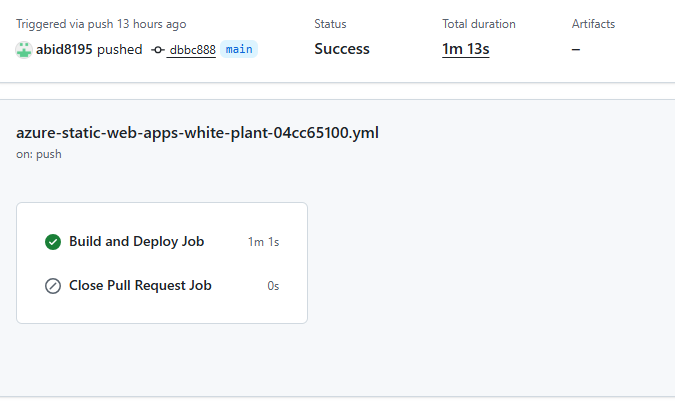 Triggered via push 13 hours ago
abid8195 pushed dbbc888 main
Status
Success
Total duration
1m 13s
Artifacts
–
azure-static-web-apps-white-plant-04cc65100.yml
on: push
Build and Deploy Job 1m 1s
Close Pull Request Job 0s